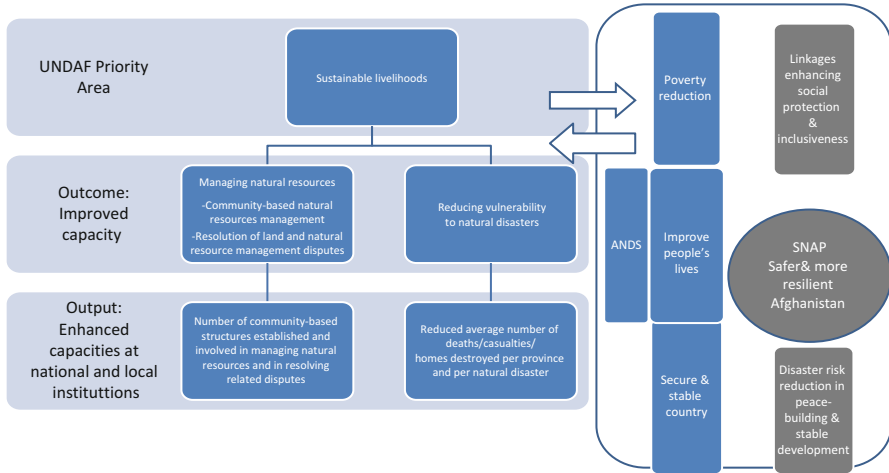 UNDAF Priority
Area
Sustainable livelihoods
Outcome:
Improved
capacity
Managing natural resources
-Community-based natural
resources management
-Resolution of land and natural
resource management disputes
Reducing vulnerability
to natural disasters
Output:
Enhanced
capacities at
national and local
instituttions
Number of community-based
structures established and
involved in managing natural
resources and in resolving
related disputes
Reduced average number of
deaths/casualties/
homes destroyed per province
and per natural disaster
ANDS
Poverty
reduction
Improve
people's
lives
Secure &
stable
country
Linkages
enhancing
social
protection
&
inclusiveness
SNAP
Safer& more
resilient
Afghanistan
Disaster risk
reduction in
peace-
building &
stable
development